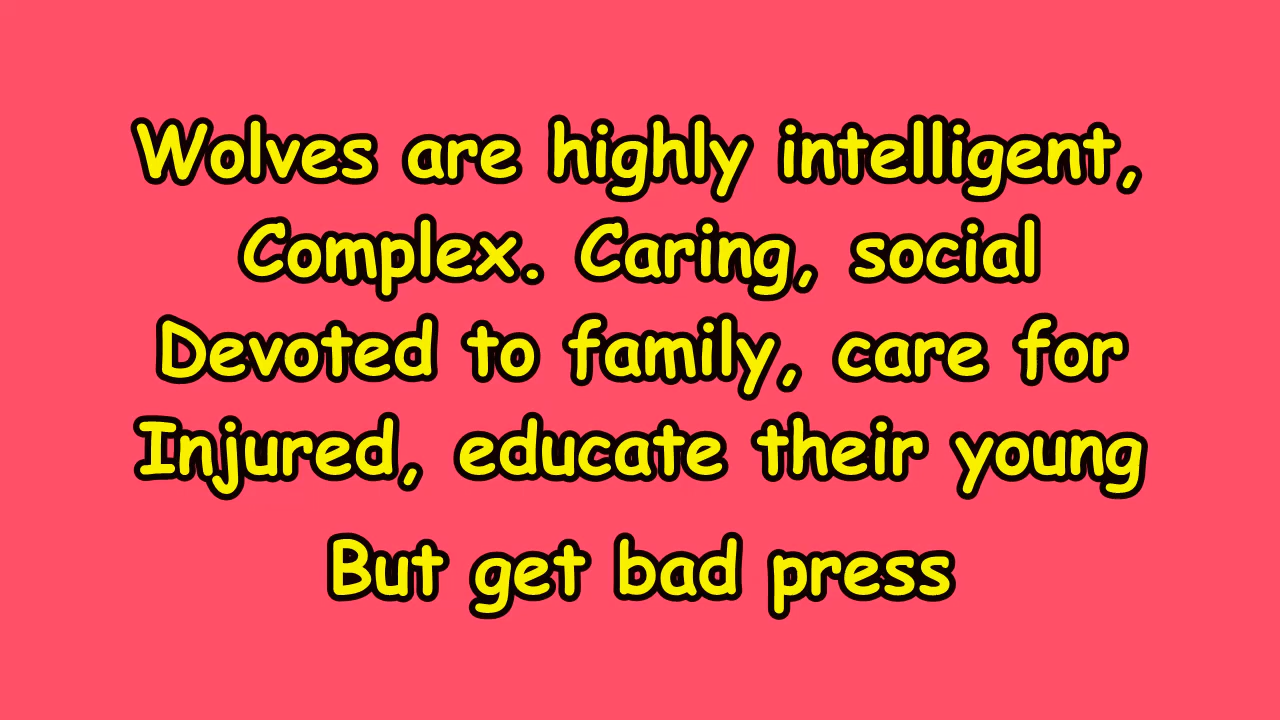 Wolves are highly intelligent,
Complex. Caring, social
Devoted to family, care for
Injured, educate their young
But get bad press